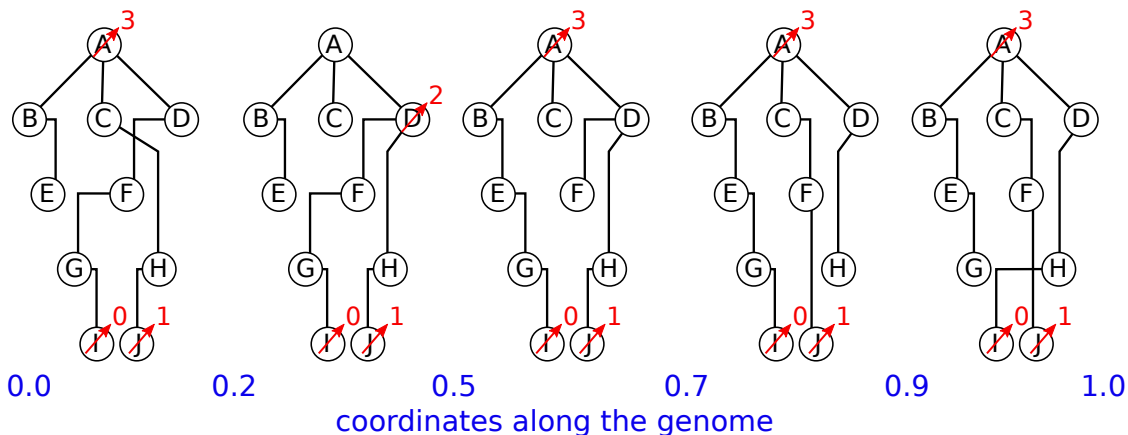 3 3 3 3
A A A A A
2
B C D B C D B C D B C D B C D
E F E F E F E F E F
G H G H G H G H G H
0 1 0 1 0 1 0 1 0 1
I J I J I J I J I J
0.0 0.2 0.5 0.7 0.9 1.0
coordinates along the genome